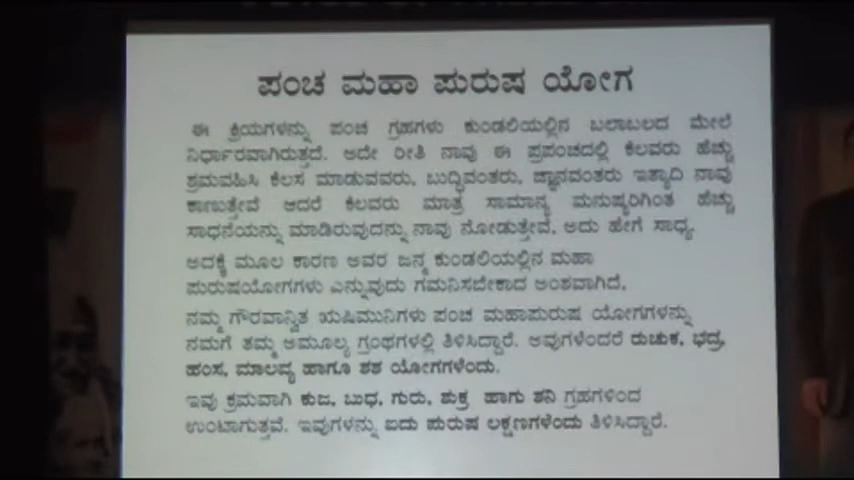 ಪಂಚ ಮಹಾ ಪುರುಷ ಯೋಗ
ಈ ಕ್ರಿಯೆಗಳನ್ನು ಪಂಚ ಗ್ರಹಗಳು ಕುಂಡಲಿಯಲ್ಲಿನ ಬಲಾಬಲದ ಮೇಲೆ
ನಿರ್ಧಾರವಾಗಿರುತ್ತದೆ. ಅದೇ ರೀತಿ ನಾವು ಈ ಪ್ರಪಂಚದಲ್ಲಿ ಕೆಲವರು ಹೆಚ್ಚು
ಶ್ರಮವಹಿಸಿ ಕೆಲಸ ಮಾಡುವವರು, ಬುದ್ಧಿವಂತರು, ಜ್ಞಾನವಂತರು ಇತ್ಯಾದಿ ನಾವು
ಕಾಣುತ್ತೇವೆ ಆದರೆ ಕೆಲವರು ಮಾತ್ರ ಸಾಮಾನ್ಯ ಮನುಷ್ಯರಿಗಿಂತ ಹೆಚ್ಚು
ಸಾಧನೆಯನ್ನು ಮಾಡಿರುವುದನ್ನು ನಾವು ನೋಡುತ್ತೇವೆ, ಅದು ಹೇಗೆ ಸಾಧ್ಯ
ಅದಕ್ಕೆ ಮೂಲ ಕಾರಣ ಅವರ ಜನ್ಮ ಕುಂಡಲಿಯಲ್ಲಿನ ಮಹಾ
ಪುರುಷಯೋಗಗಳು ಎನ್ನುವುದು ಗಮನಿಸಬೇಕಾದ ಅಂಶವಾಗಿದೆ.
ನಮ್ಮ ಗೌರವಾನ್ವಿತ ಋಷಿಮುನಿಗಳು ಪಂಚ ಮಹಾಪುರುಷ ಯೋಗಗಳನ್ನು
ನಮಗೆ ತಮ್ಮ ಅಮೂಲ್ಯ ಗ್ರಂಥಗಳಲ್ಲಿ ತಿಳಿಸಿದ್ದಾರೆ. ಅವುಗಳೆಂದರೆ ರುಚುಕ, ಭದ್ರ,
ಹಂಸ, ಮಾಲವ್ಯ ಹಾಗೂ ಶಶ ಯೋಗಗಳೆಂದು.
ಇವು ಕ್ರಮವಾಗಿ ಕುಜ, ಬುಧ, ಗುರು, ಶುಕ್ರ ಹಾಗು ಶನಿ ಗ್ರಹಗಳಿಂದ
ಉಂಟಾಗುತ್ತವೆ. ಇವುಗಳನ್ನು ಐದು ಪುರುಷ ಲಕ್ಷಣಗಳೆಂದು ತಿಳಿಸಿದ್ದಾರೆ.